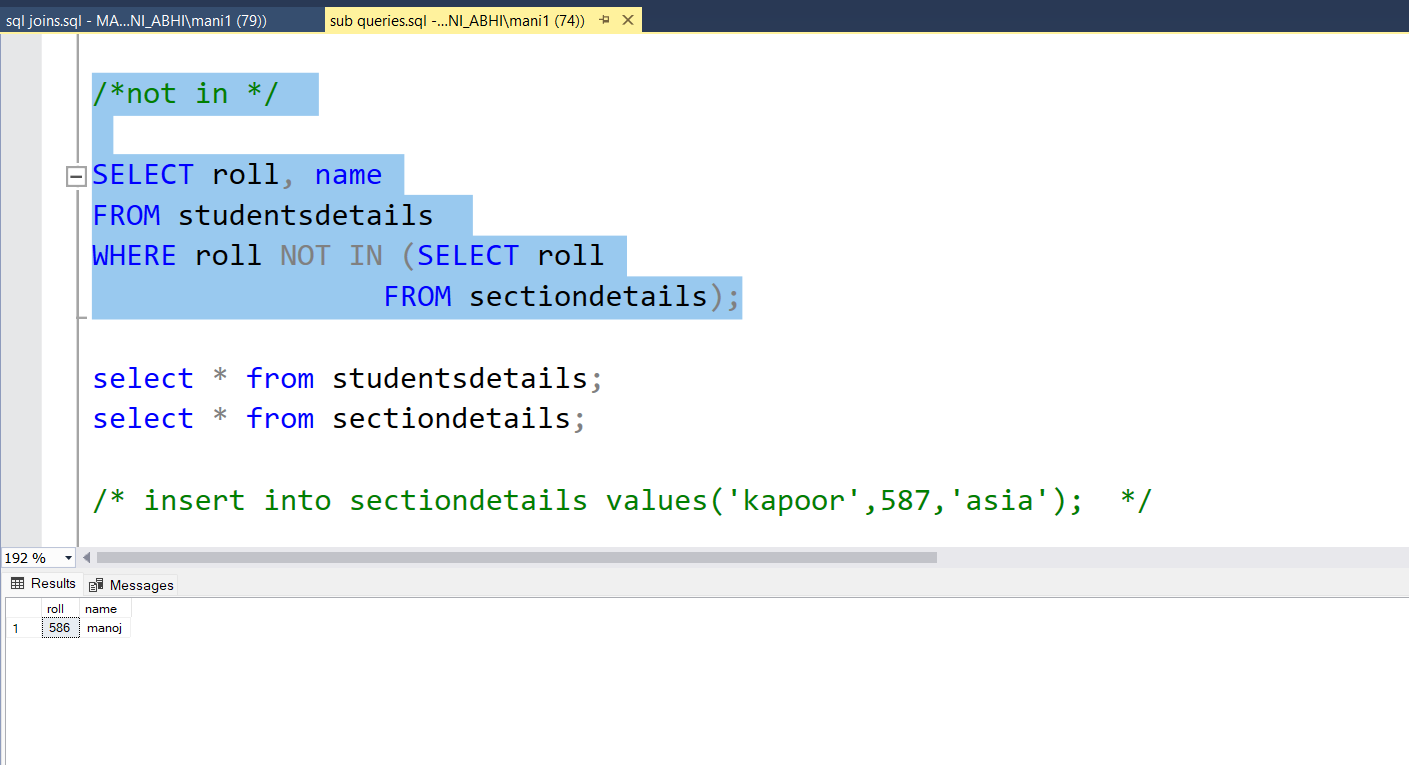 sql joins.sql - MA...NI_ABHI\mani1 (79))
sub queries.sql -...NI_ABHI\mani1 (74))
/*not in */
SELECT roll, name
FROM studentsdetails
WHERE roll NOT IN (SELECT roll
FROM sectiondetails);
select * from studentsdetails;
select * from sectiondetails;
/* insert into sectiondetails values('kapoor',587,'asia');  */
192 %
Results Messages
roll name
1 586 manoj